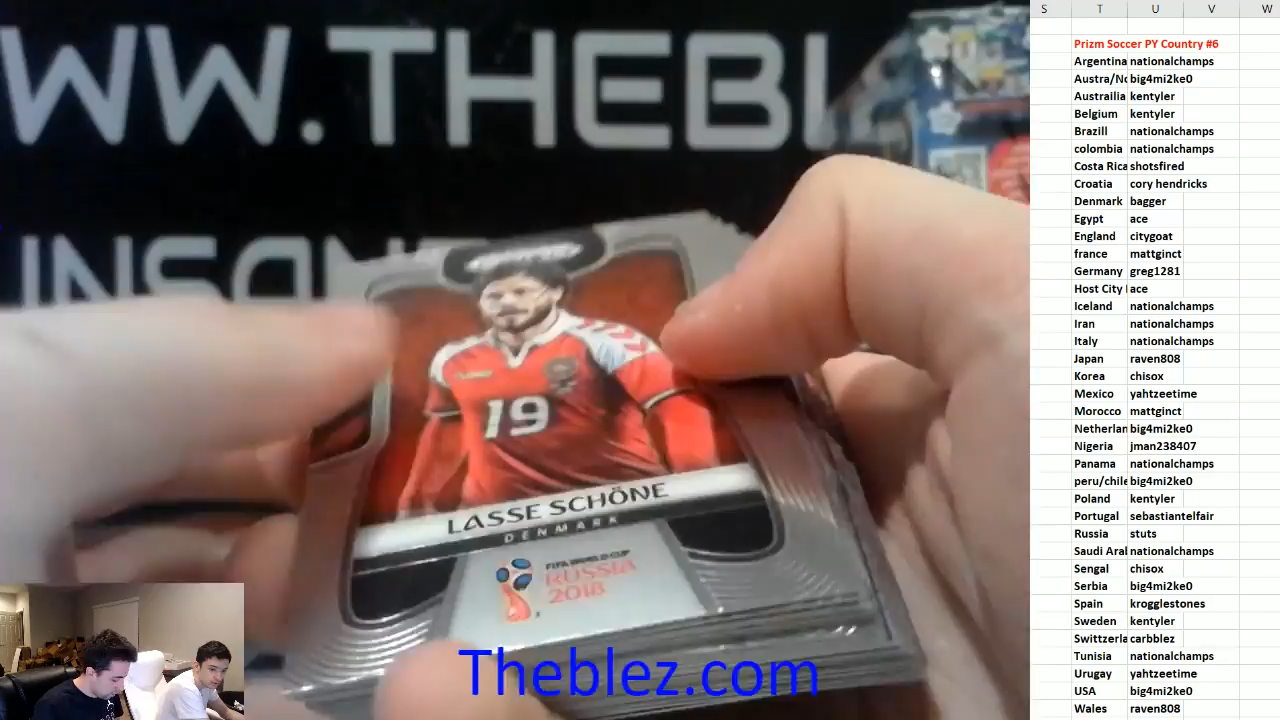 WW.THEBL
INSAN
19
LASSE SCHÖNE
DENMARK
FIFA WORLD CUP
RUSSIA
2018
Theblez.com
S T U V W
Prizm Soccer PY Country #6
Argentina nationalchamps
Austra/No big4mi2ke0
Austrailia kentyler
Belgium kentyler
Brazill nationalchamps
colombia nationalchamps
Costa Rica shotsfired
Croatia cory hendricks
Denmark bagger
Egypt ace
England citygoat
france mattginct
Germany greg1281
Host City ace
Iceland nationalchamps
Iran nationalchamps
Italy nationalchamps
Japan raven808
Korea chisox
Mexico yahtzeetime
Morocco mattginct
Netherlan big4mi2ke0
Nigeria jman238407
Panama nationalchamps
peru/chile big4mi2ke0
Poland kentyler
Portugal sebastiantelfair
Russia stuts
Saudi Aral nationalchamps
Sengal chisox
Serbia big4mi2ke0
Spain krogglestones
Sweden kentyler
Swittzerla carbblez
Tunisia nationalchamps
Urugay yahtzeetime
USA big4mi2ke0
Wales raven808